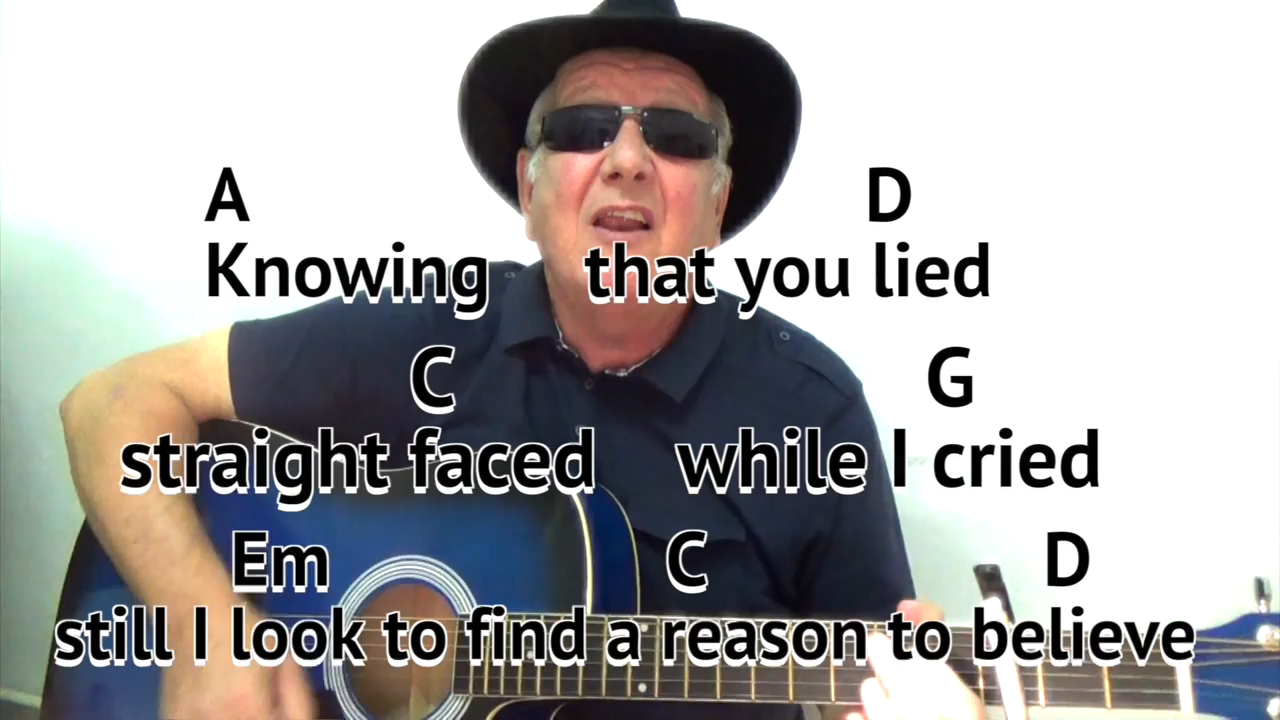 A D
Knowing that you lied
C G
straight faced while I cried
Em C D
still I look to find a reason to believe